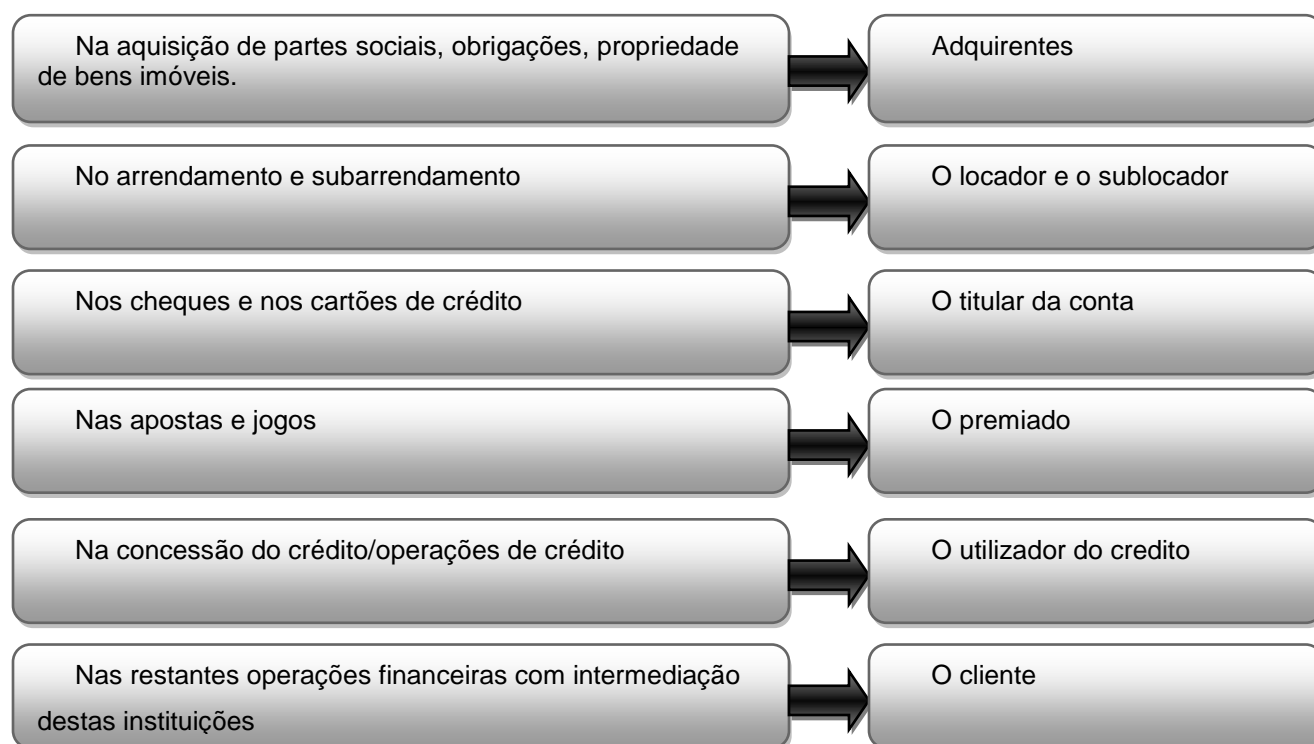 Na aquisição de partes sociais, obrigações, propriedade
de bens imóveis.
Adquirentes
No arrendamento e subarrendamento
O locador e o sublocador
Nos cheques e nos cartões de crédito
O titular da conta
Nas apostas e jogos
O premiado
Na concessão do crédito/operações de crédito
O utilizador do credito
Nas restantes operações financeiras com intermediação
destas instituições
O cliente